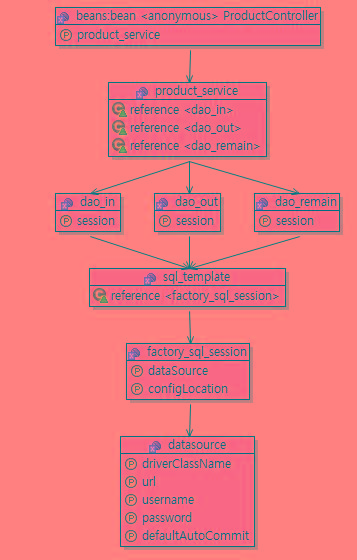 beans:bean <anonymous> ProductController
product_service
product_service
reference <dao_in>
reference <dao_out>
reference <dao_remain>
dao_in
session
dao_out
session
dao_remain
session
sql_template
reference <factory_sql_session>
factory_sql_session
dataSource
configLocation
datasource
driverClassName
url
username
password
defaultAutoCommit